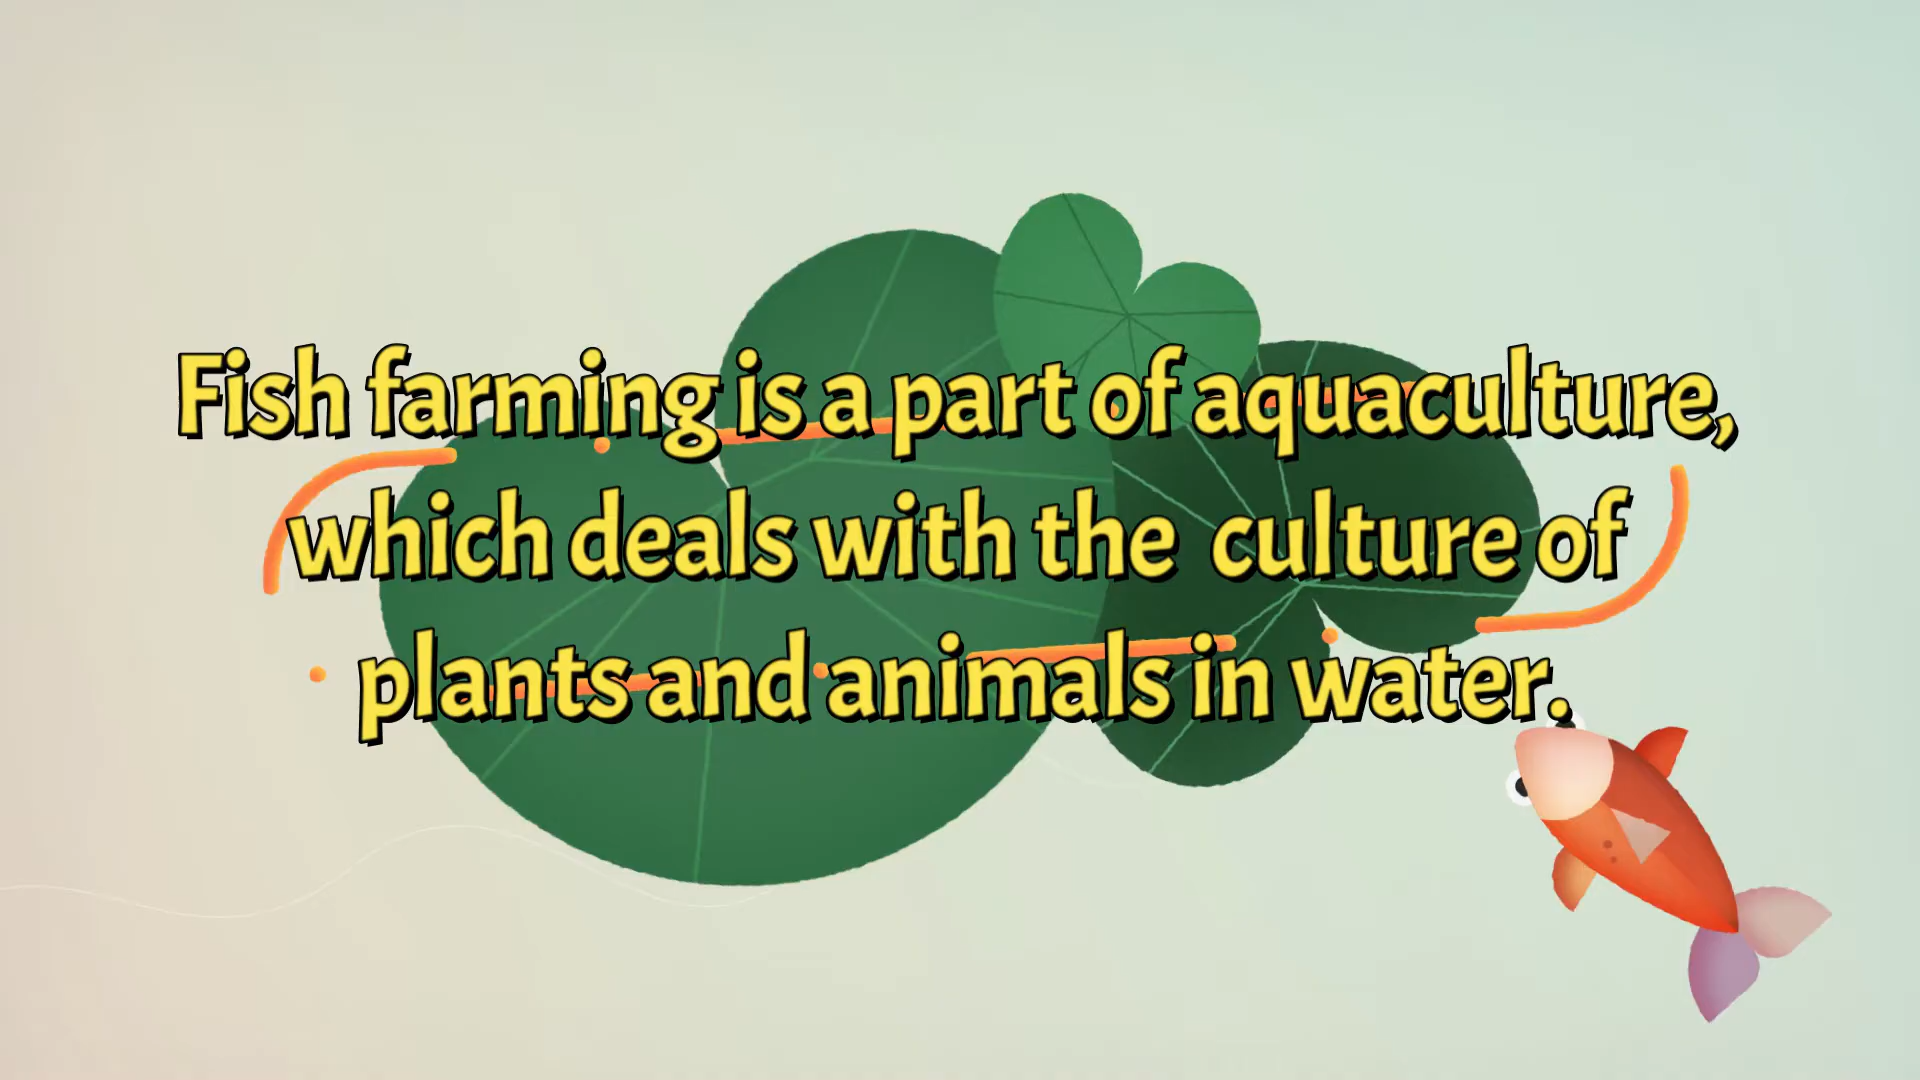 Fish farming is a part of aquaculture,
which deals with the culture of
plants and animals in water.